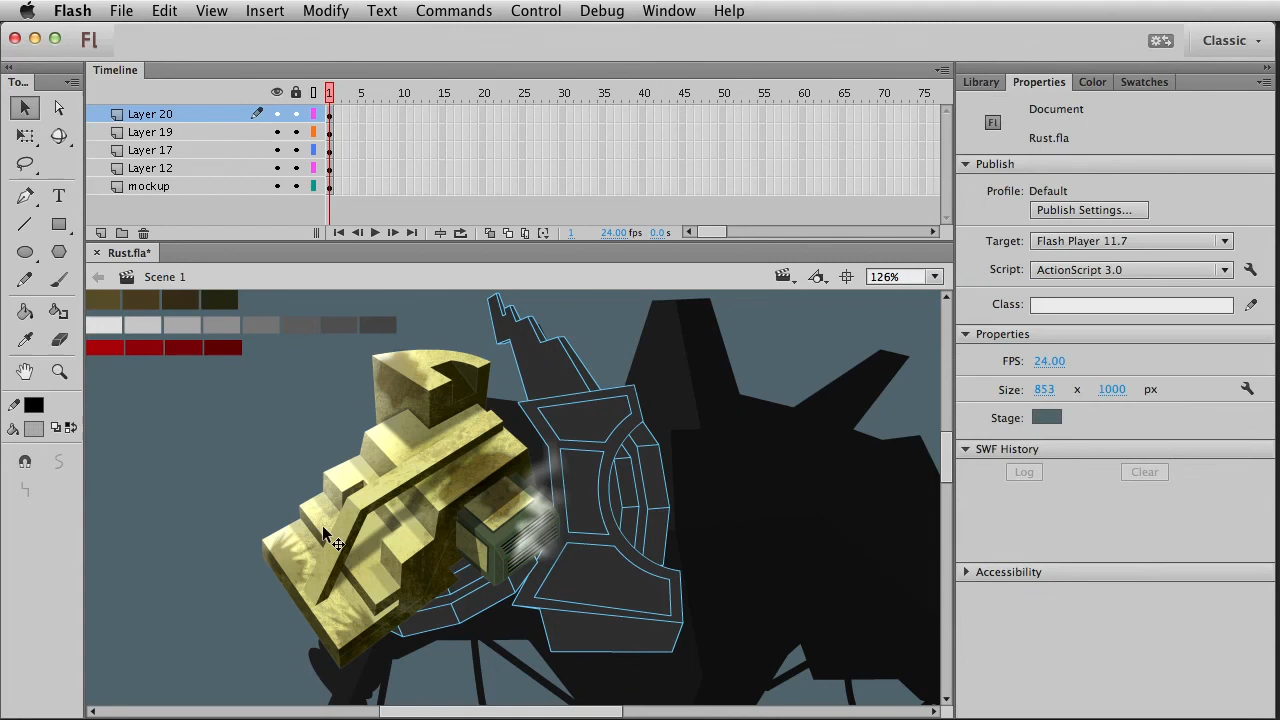 Flash File Edit View Insert Modify Text Commands Control Debug Window Help
Fl Classic
To... Timeline Library Properties Color Swatches
1 5 10 15 20 25 30 35 40 45 50 55 60 65 70 75
Layer 20
Layer 19
Layer 17
Layer 12
mockup
1 24.00 fps 0.0 s
Rust.fla*
Scene 1 126%
Fl Document
Rust.fla
Publish
Profile: Default
Publish Settings...
Target: Flash Player 11.7
Script: ActionScript 3.0
Class:
Properties
FPS: 24.00
Size: 853 x 1000 px
Stage:
SWF History
Log Clear
Accessibility
T